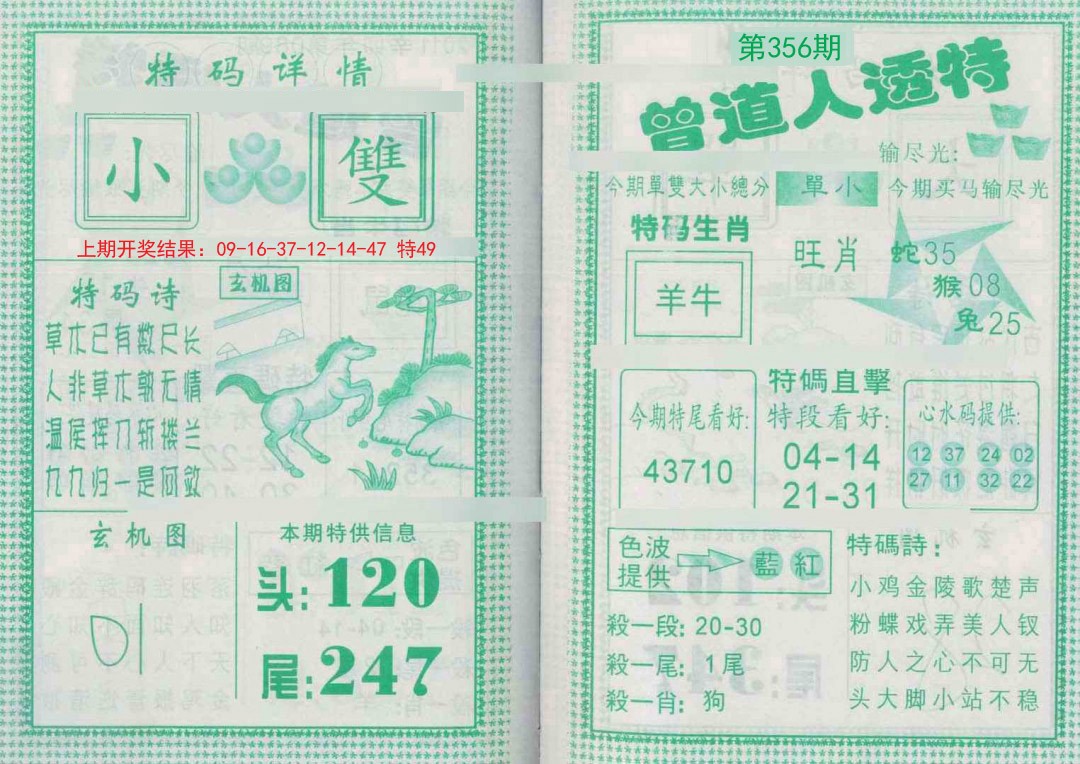 特码详情
小 雙
上期开奖结果：09-16-37-12-14-47 特49
特码诗
草木已有数尺长
人非草木孰无情
温侯挥刀斩楼兰
九九归一是何数
玄机图
玄机图
本期特供信息
头:120
尾:247
第356期
曾道人透特
输尽光:
今期單雙大小總分 單小 今期买马输尽光
特码生肖
羊牛
旺肖
蛇35
猴08
兔25
今期特尾看好:
43710
特碼直擊
特段看好:
04-14
21-31
心水码提供:
12 37 24 02
27 11 32 22
色波
提供
藍 紅
殺一段: 20-30
殺一尾: 1尾
殺一肖: 狗
特碼詩:
小鸡金陵歌楚声
粉蝶戏弄美人钗
防人之心不可无
头大脚小站不稳